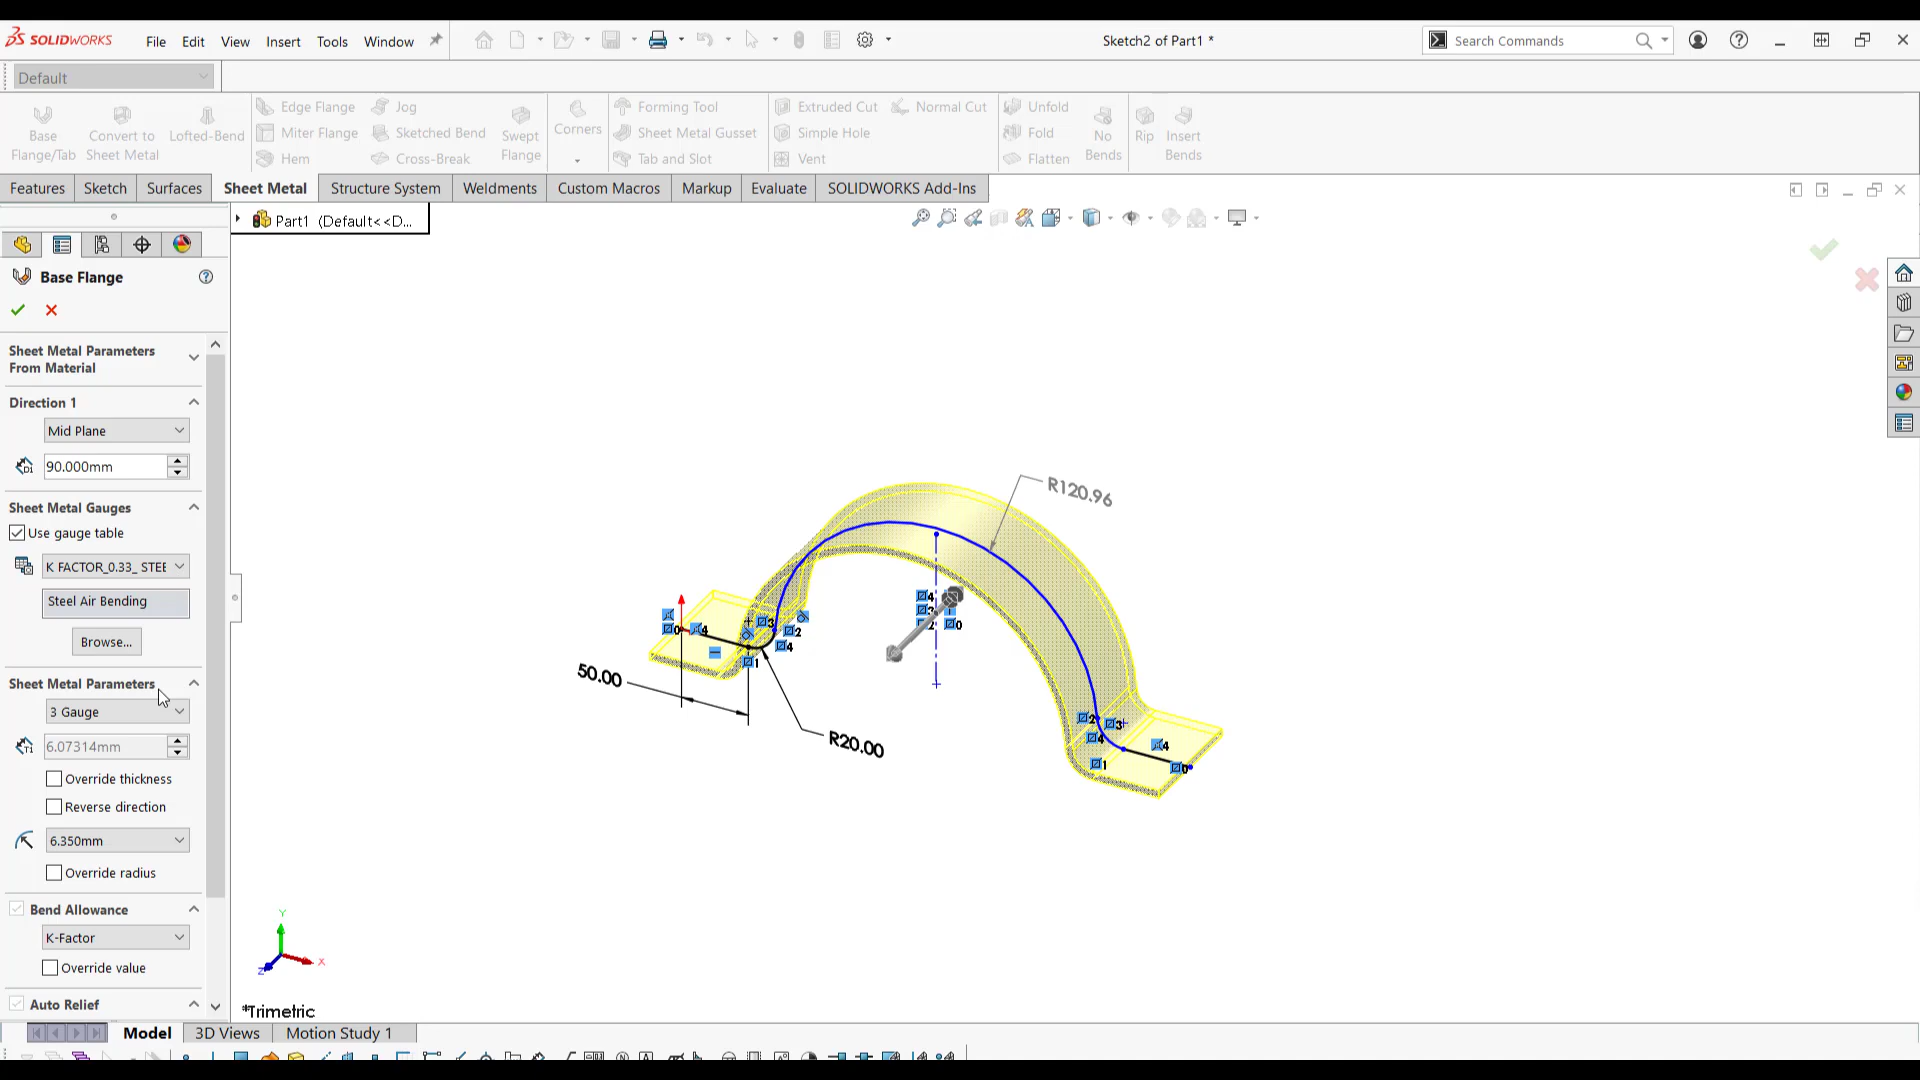 SOLIDWORKS File Edit View Insert Tools Window Sketch2 of Part1 * Search Commands
Default
Base Flange/Tab
Convert to Sheet Metal
Lofted-Bend
Edge Flange
Miter Flange
Hem
Jog
Sketched Bend
Cross-Break
Swept Flange
Corners
Forming Tool
Sheet Metal Gusset
Tab and Slot
Extruded Cut
Simple Hole
Vent
Normal Cut
Unfold
Fold
Flatten
No Bends
Rip
Insert Bends
Features Sketch Surfaces Sheet Metal Structure System Weldments Custom Macros Markup Evaluate SOLIDWORKS Add-Ins
Part1 (Default<<D...
Base Flange
Sheet Metal Parameters
From Material
Direction 1
Mid Plane
90.000mm
Sheet Metal Gauges
Use gauge table
K FACTOR_0.33_ STEE
Steel Air Bending
Browse...
Sheet Metal Parameters
3 Gauge
6.07314mm
Override thickness
Reverse direction
6.350mm
Override radius
Bend Allowance
K-Factor
Override value
Auto Relief
R120.96
50.00
R20.00
Y
X
Z
*Trimetric
Model 3D Views Motion Study 1